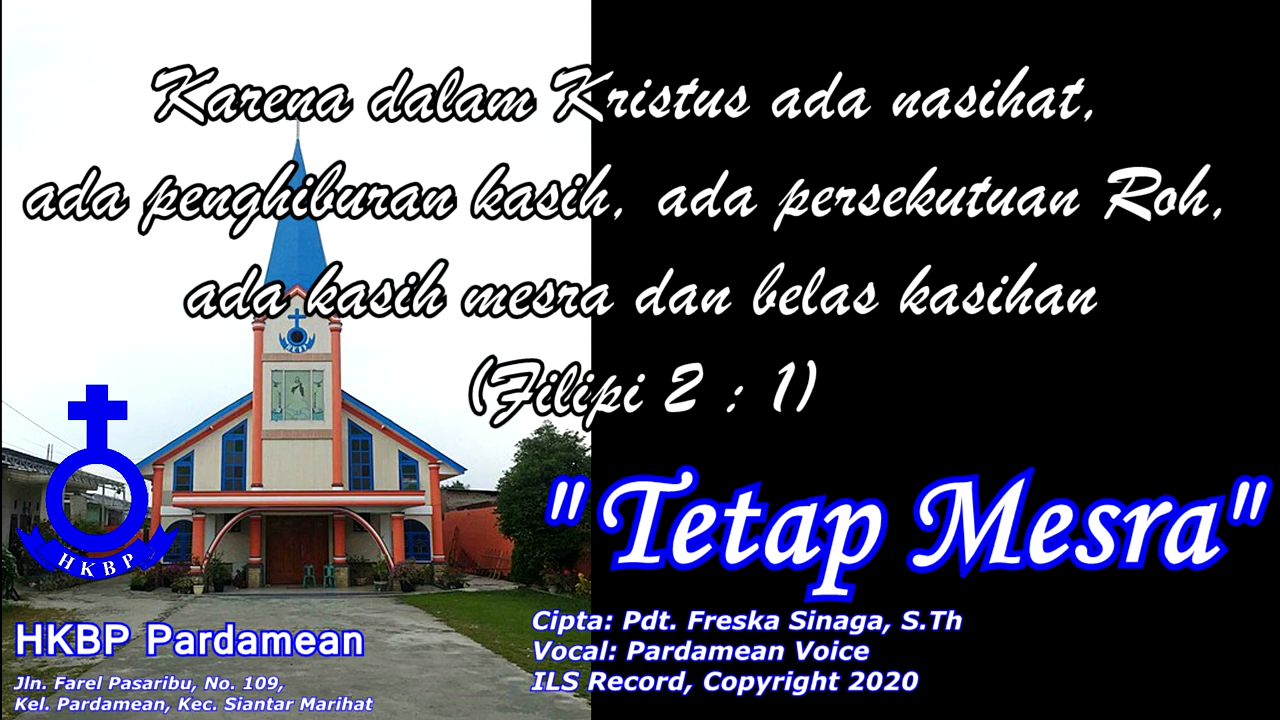 Karena dalam Kristus ada nasihat,
ada penghiburan kasih, ada persekutuan Roh,
ada kasih mesra dan belas kasihan
(Filipi 2 : 1)
HKBP
HKBP
"Tetap Mesra"
Cipta: Pdt. Freska Sinaga, S.Th
Vocal: Pardamean Voice
ILS Record, Copyright 2020
HKBP Pardamean
Jln. Farel Pasaribu, No. 109,
Kel. Pardamean, Kec. Siantar Marihat